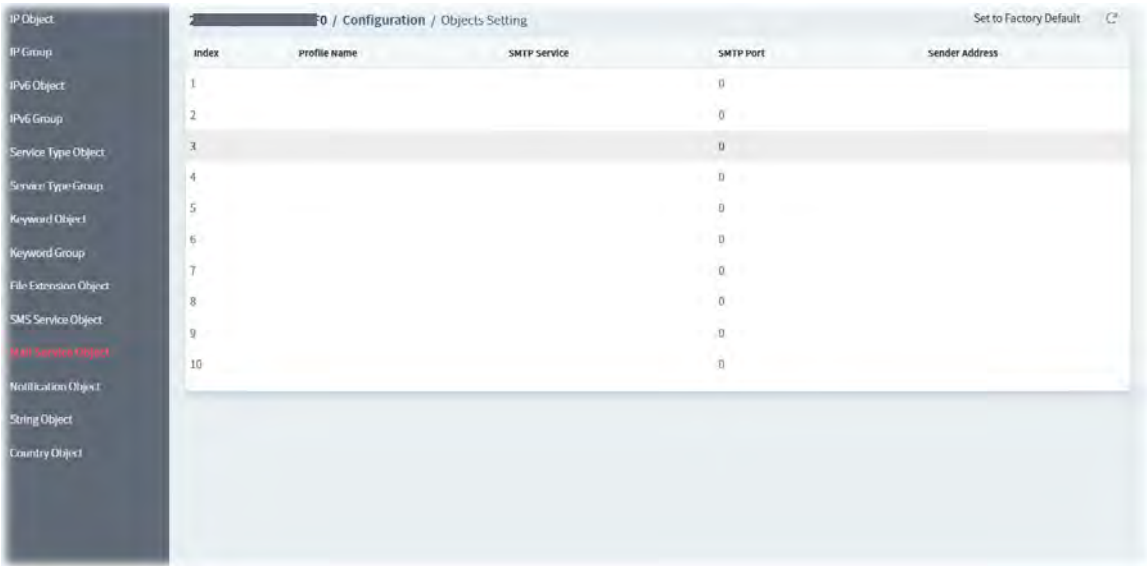 IP Object
IP Group
IPv6 Object
IPv6 Group
Service Type Object
Service Type Group
Keyword Object
Keyword Group
File Extension Object
SMS Service Object
Service Object
Notification Object
String Object
Country Object
2 F0 / Configuration / Objects Setting
Set to Factory Default
Index Profile Name SMTP Service SMTP Port Sender Address
1 0
2 0
3 0
4 0
5 0
6 0
7 0
8 0
9 0
10 0